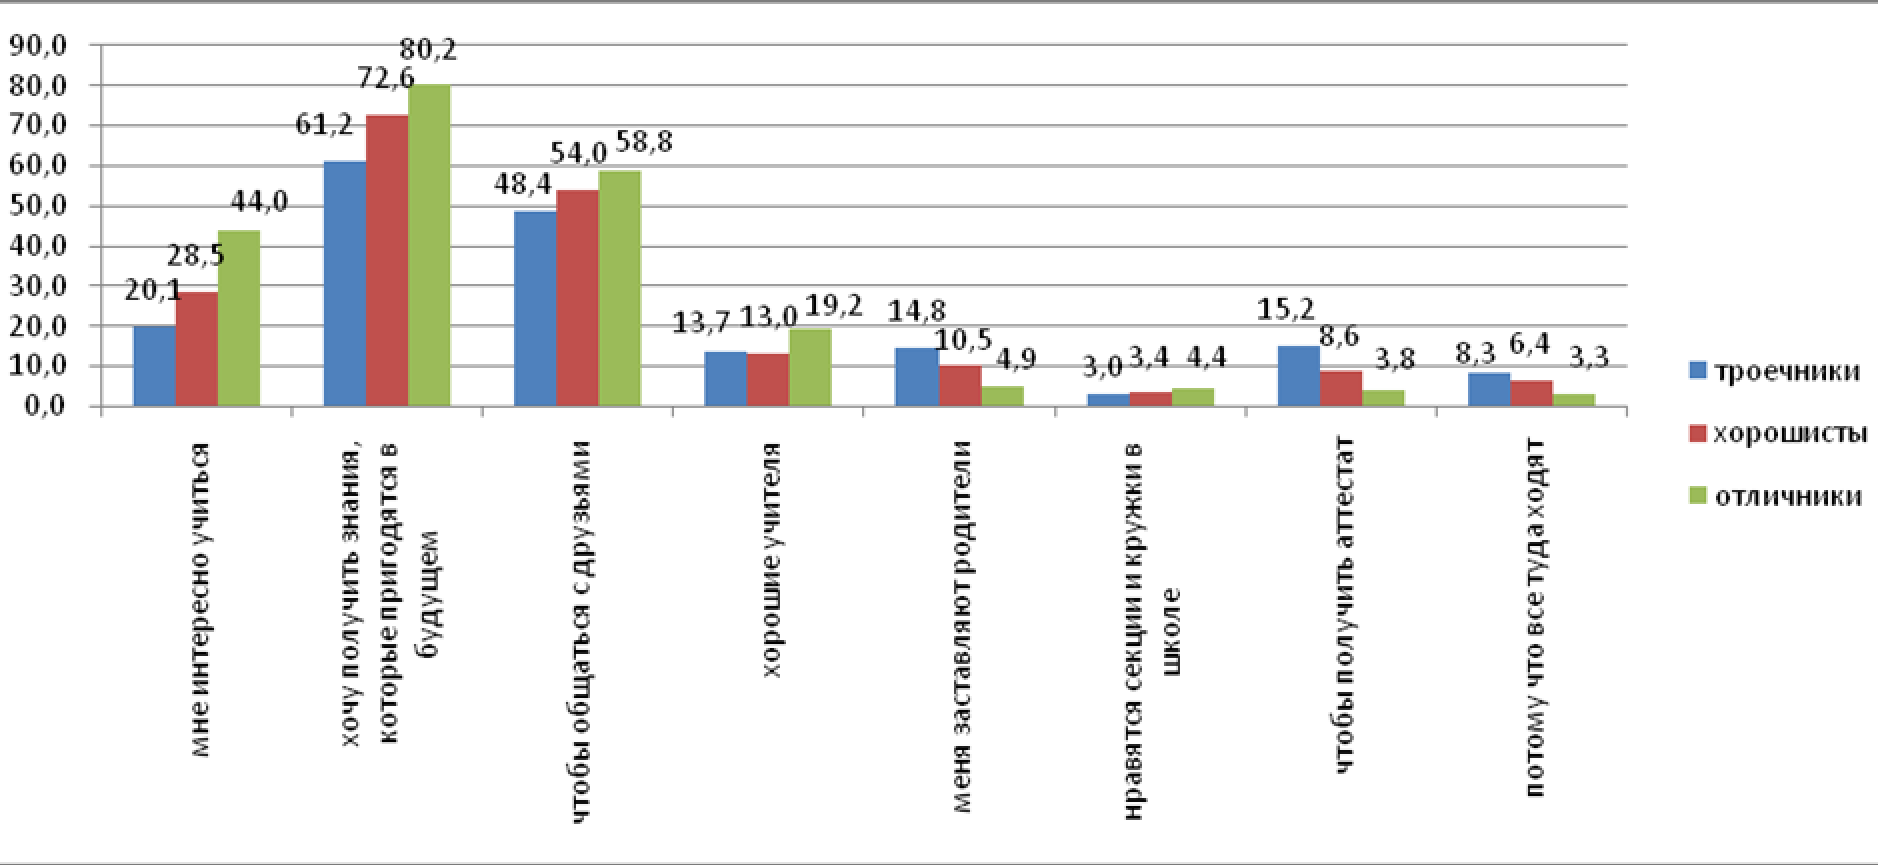 90,0
80,0
70,0
60,0
50,0
40,0
30,0
20,0
10,0
0,0
20,1
28,5
44,0
61,2
72,6
80,2
48,4
54,0
58,8
13,7
13,0
19,2
14,8
10,5
4,9
3,0
3,4
4,4
15,2
8,6
3,8
8,3
6,4
3,3
мне интересно учиться
хочу получить знания,
которые пригодятся в
будущем
чтобы общаться с друзьями
хорошие учителя
меня заставляют родители
нравятся секции и кружки в
школе
чтобы получить аттестат
потому что все туда ходят
троечники
хорошисты
отличники